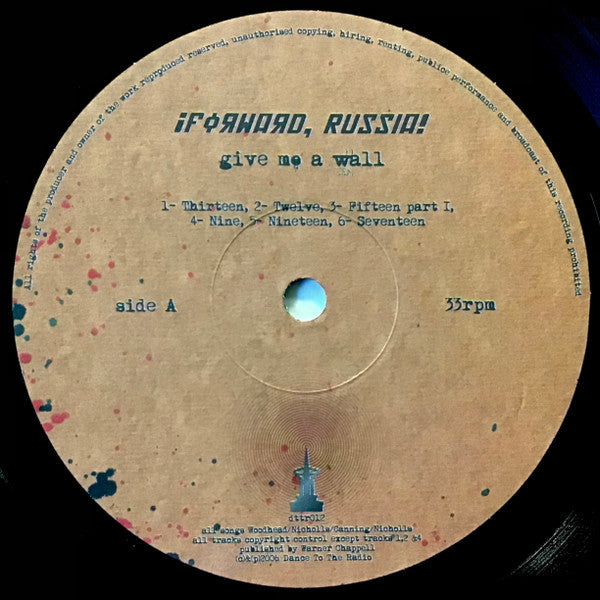 All rights of the producer and owner of the work reproduced reserved, unauthorised copying, hiring, renting, public performance and broadcast of this recording prohibited
¡FФЯWAЯD, RUSSIA!
give me a wall
1- Thirteen, 2- Twelve, 3- Fifteen part I,
4- Nine, 5- Nineteen, 6- Seventeen
side A
33rpm
dttr012
all songs Woodhead/Nicholls/Canning/Nicholls
all tracks copyright control except tracks 1,2 &4
published by Warner Chappell
(c)&(p)2006 Dance To The Radio